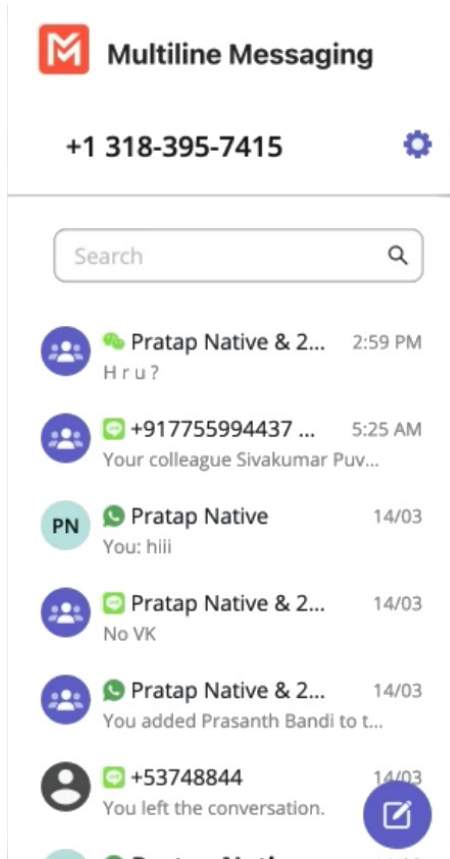 Multiline Messaging
+1 318-395-7415
Search
Pratap Native & 2... 2:59 PM
H r u ?
+917755994437 ... 5:25 AM
Your colleague Sivakumar Puv...
PN Pratap Native 14/03
You: hiii
Pratap Native & 2... 14/03
No VK
Pratap Native & 2... 14/03
You added Prasanth Bandi to t...
+53748844 14/03
You left the conversation.